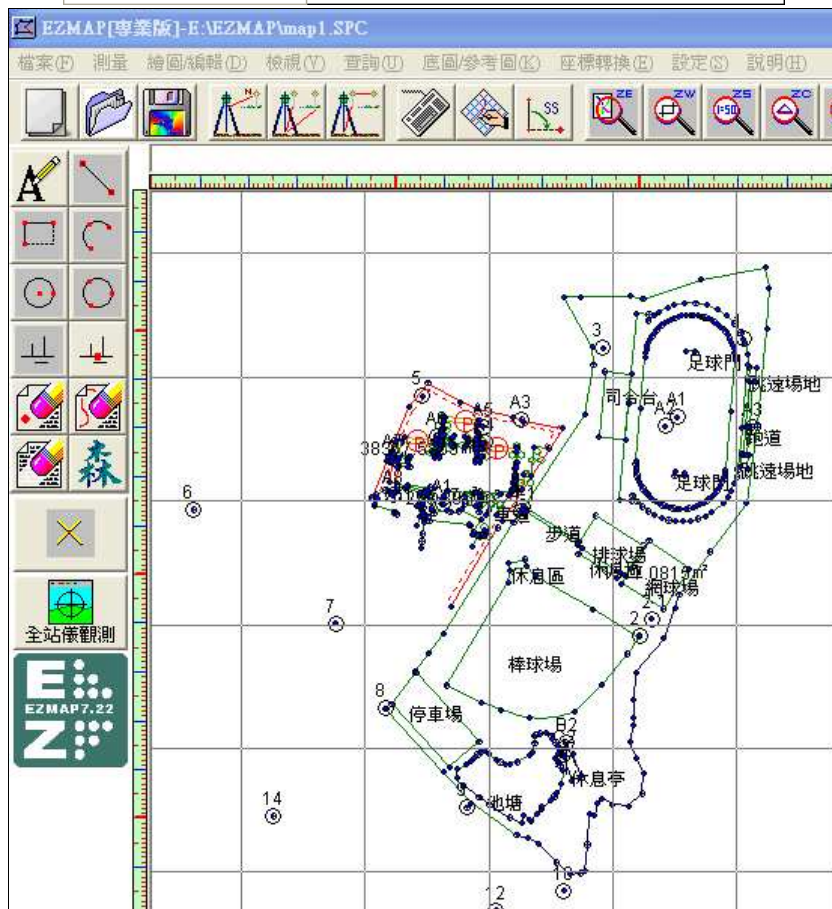 EZMAP[專業版]-E:\EZMAP\map1.SPC
檔案(F) 測量 繪圖/編輯(D) 檢視(V) 查詢(U) 底圖/參考圖(K) 座標轉換(E) 設定(S) 說明(H)
N
SS
ZE
ZW
ZS
1=50
ZC
A
森
全站儀觀測
EZMAP7.22
3
足球門
5
A3
A5
司令台
A1
A2
跳遠場地
A3
跑道
足球門
跳遠場地
6
車道
步道
排球場
休息區
網球場
7
2
2
棒球場
8
停車場
B2
休息亭
池塘
9
14
10
12